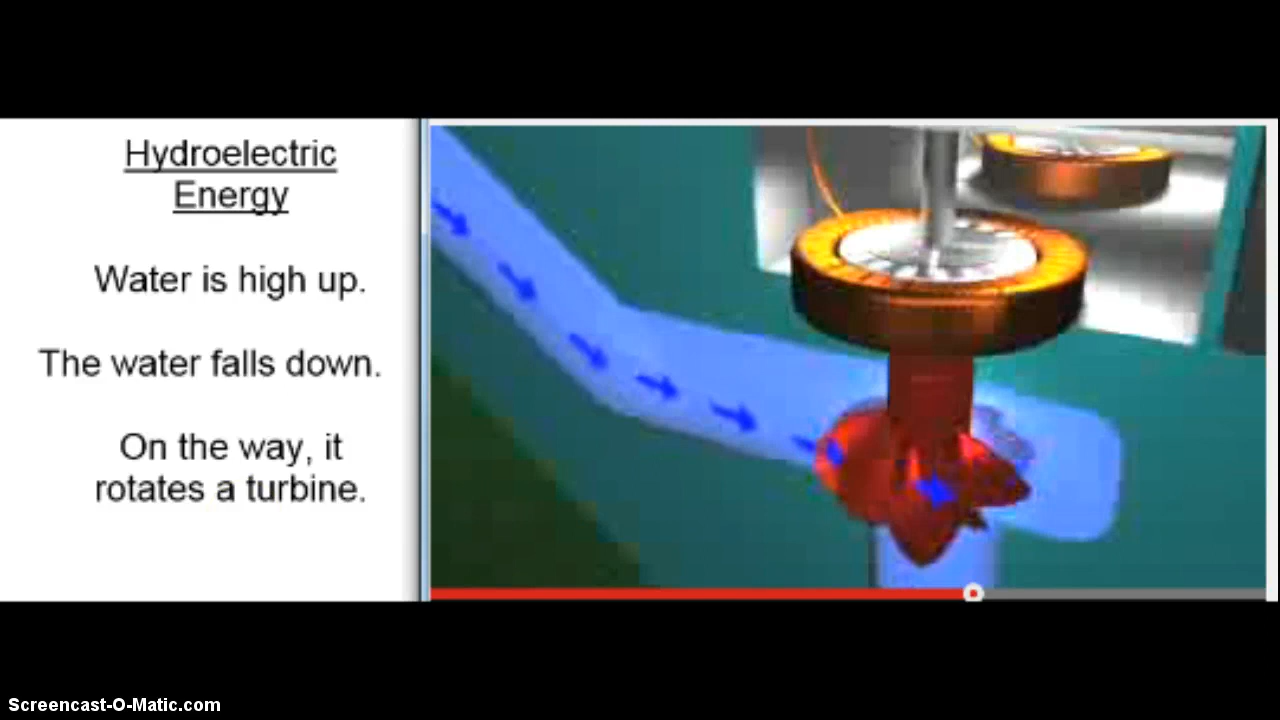 Hydroelectric
Energy
Water is high up.
The water falls down.
On the way, it
rotates a turbine.
Screencast-O-Matic.com